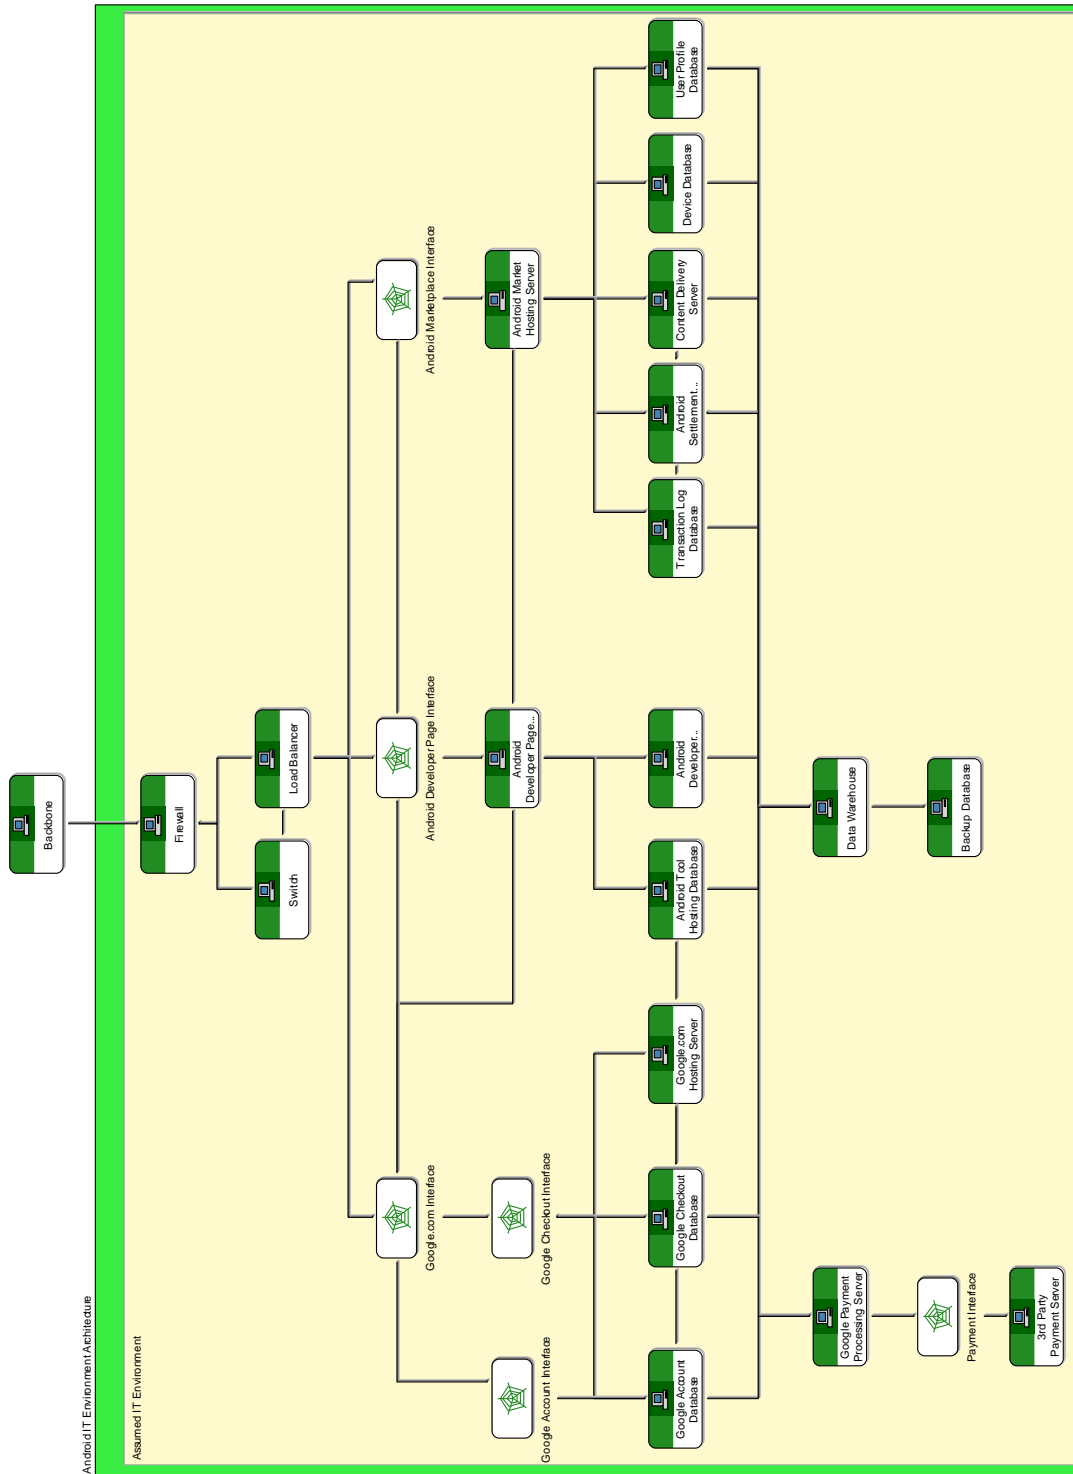 Android IT Environment Architecture
Assumed IT Environment
Backbone
Firewall
Switch
Load Balancer
Google.com Interface
Android Developer Page Interface
Android Marketplace Interface
Google Account Interface
Google Checkout Interface
Android
Developer Page...
Android Market
Hosting Server
Google Account
Database
Google Checkout
Database
Google.com
Hosting Server
Android Tool
Hosting Database
Android
Developer...
Transaction Log
Database
Android
Settlement...
Content Delivery
Server
Device Database
User Profile
Database
Google Payment
Processing Server
Data Warehouse
Payment Interface
Backup Database
3rd Party
Payment Server